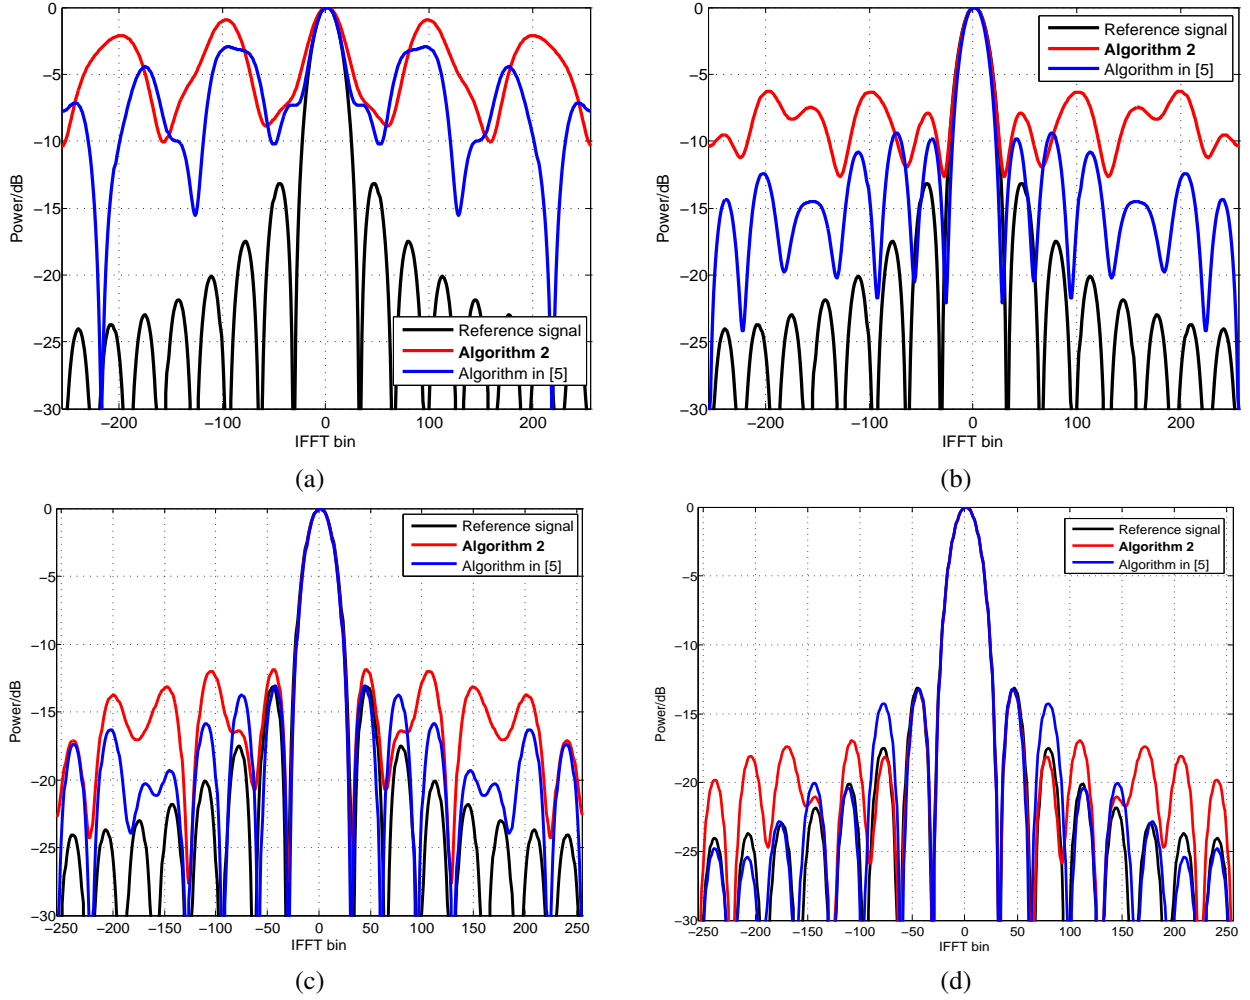 0
−5
−10
−15
−20
−25
−30
Power/dB
−200
−100
0
100
200
IFFT bin
Reference signal
Algorithm 2
Algorithm in [5]
(a)
0
−5
−10
−15
−20
−25
−30
Power/dB
−200
−100
0
100
200
IFFT bin
Reference signal
Algorithm 2
Algorithm in [5]
(b)
0
−5
−10
−15
−20
−25
−30
Power/dB
−250 −200 −150 −100 −50 0 50 100 150 200 250
IFFT bin
Reference signal
Algorithm 2
Algorithm in [5]
(c)
0
−5
−10
−15
−20
−25
−30
Power/dB
−250 −200 −150 −100 −50 0 50 100 150 200 250
IFFT bin
Reference signal
Algorithm 2
Algorithm in [5]
(d)